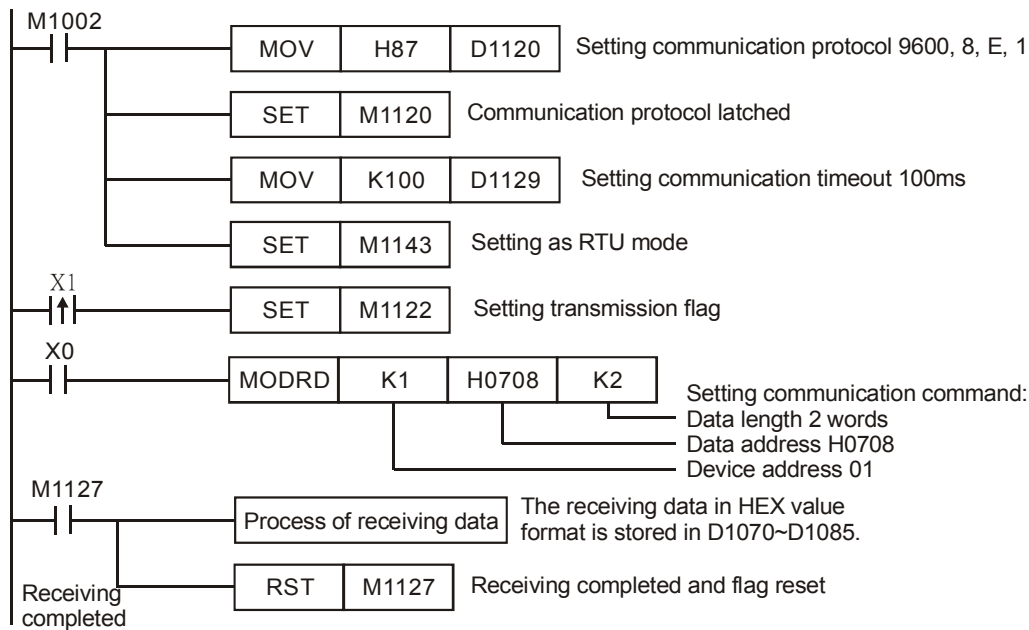 M1002
MOV H87 D1120 Setting communication protocol 9600, 8, E, 1
SET M1120 Communication protocol latched
MOV K100 D1129 Setting communication timeout 100ms
SET M1143 Setting as RTU mode
X1
SET M1122 Setting transmission flag
X0
MODRD K1 H0708 K2
Setting communication command:
Data length 2 words
Data address H0708
Device address 01
M1127
Process of receiving data
The receiving data in HEX value
format is stored in D1070~D1085.
RST M1127 Receiving completed and flag reset
Receiving
completed